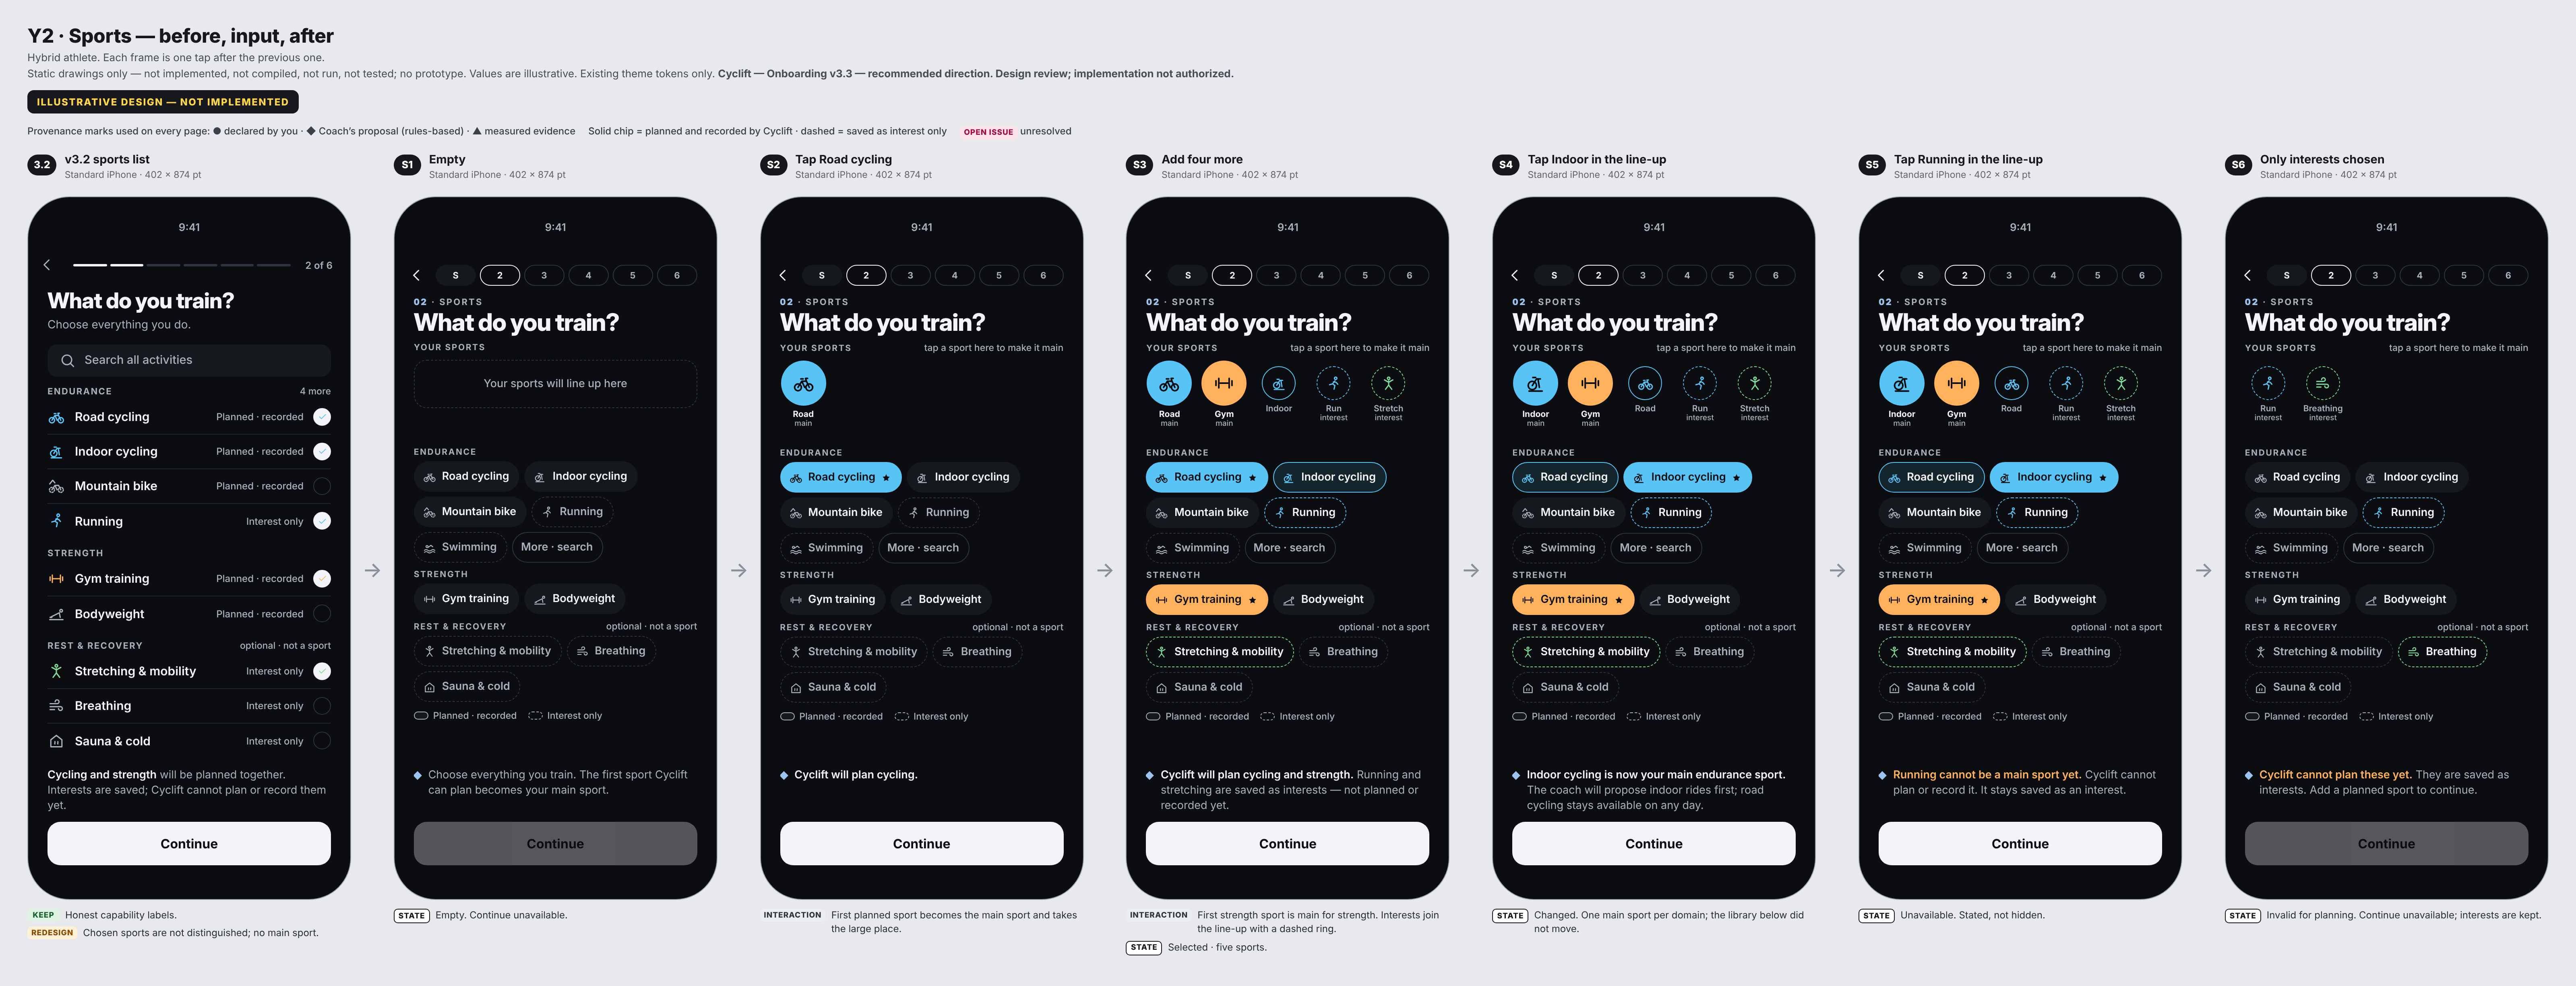 Y2 · Sports — before, input, after
Hybrid athlete. Each frame is one tap after the previous one.
Static drawings only — not implemented, not compiled, not run, not tested; no prototype. Values are illustrative. Existing theme tokens only. Cyclift — Onboarding v3.3 — recommended direction. Design review; implementation not authorized.
ILLUSTRATIVE DESIGN — NOT IMPLEMENTED
Provenance marks used on every page: ● declared by you · ◆ Coach's proposal (rules-based) · ▲ measured evidence Solid chip = planned and recorded by Cyclift · dashed = saved as interest only OPEN ISSUE unresolved
3.2 v3.2 sports list
Standard iPhone · 402 × 874 pt
9:41
2 of 6
What do you train?
Choose everything you do.
Search all activities
ENDURANCE 4 more
Road cycling Planned · recorded
Indoor cycling Planned · recorded
Mountain bike Planned · recorded
Running Interest only
STRENGTH
Gym training Planned · recorded
Bodyweight Planned · recorded
REST & RECOVERY optional · not a sport
Stretching & mobility Interest only
Breathing Interest only
Sauna & cold Interest only
Cycling and strength will be planned together.
Interests are saved; Cyclift cannot plan or record them
yet.
Continue
KEEP Honest capability labels.
REDESIGN Chosen sports are not distinguished; no main sport.
S1 Empty
Standard iPhone · 402 × 874 pt
9:41
S 2 3 4 5 6
02 · SPORTS
What do you train?
YOUR SPORTS
Your sports will line up here
ENDURANCE
Road cycling Indoor cycling
Mountain bike Running
Swimming More · search
STRENGTH
Gym training Bodyweight
REST & RECOVERY optional · not a sport
Stretching & mobility Breathing
Sauna & cold
Planned · recorded Interest only
◆ Choose everything you train. The first sport Cyclift
can plan becomes your main sport.
Continue
STATE Empty. Continue unavailable.
S2 Tap Road cycling
Standard iPhone · 402 × 874 pt
9:41
S 2 3 4 5 6
02 · SPORTS
What do you train?
YOUR SPORTS tap a sport here to make it main
Road
main
ENDURANCE
Road cycling ★ Indoor cycling
Mountain bike Running
Swimming More · search
STRENGTH
Gym training Bodyweight
REST & RECOVERY optional · not a sport
Stretching & mobility Breathing
Sauna & cold
Planned · recorded Interest only
◆ Cyclift will plan cycling.
Continue
INTERACTION First planned sport becomes the main sport and takes
the large place.
S3 Add four more
Standard iPhone · 402 × 874 pt
9:41
S 2 3 4 5 6
02 · SPORTS
What do you train?
YOUR SPORTS tap a sport here to make it main
Road Gym Indoor Run Stretch
main main interest interest
ENDURANCE
Road cycling ★ Indoor cycling
Mountain bike Running
Swimming More · search
STRENGTH
Gym training ★ Bodyweight
REST & RECOVERY optional · not a sport
Stretching & mobility Breathing
Sauna & cold
Planned · recorded Interest only
◆ Cyclift will plan cycling and strength. Running and
stretching are saved as interests — not planned or
recorded yet.
Continue
INTERACTION First strength sport is main for strength. Interests join
the line-up with a dashed ring.
STATE Selected · five sports.
S4 Tap Indoor in the line-up
Standard iPhone · 402 × 874 pt
9:41
S 2 3 4 5 6
02 · SPORTS
What do you train?
YOUR SPORTS tap a sport here to make it main
Indoor Gym Road Run Stretch
main main interest interest
ENDURANCE
Road cycling Indoor cycling ★
Mountain bike Running
Swimming More · search
STRENGTH
Gym training ★ Bodyweight
REST & RECOVERY optional · not a sport
Stretching & mobility Breathing
Sauna & cold
Planned · recorded Interest only
◆ Indoor cycling is now your main endurance sport.
The coach will propose indoor rides first; road
cycling stays available on any day.
Continue
STATE Changed. One main sport per domain; the library below did
not move.
S5 Tap Running in the line-up
Standard iPhone · 402 × 874 pt
9:41
S 2 3 4 5 6
02 · SPORTS
What do you train?
YOUR SPORTS tap a sport here to make it main
Indoor Gym Road Run Stretch
main main interest interest
ENDURANCE
Road cycling Indoor cycling ★
Mountain bike Running
Swimming More · search
STRENGTH
Gym training ★ Bodyweight
REST & RECOVERY optional · not a sport
Stretching & mobility Breathing
Sauna & cold
Planned · recorded Interest only
◆ Running cannot be a main sport yet. Cyclift cannot
plan or record it. It stays saved as an interest.
Continue
STATE Unavailable. Stated, not hidden.
S6 Only interests chosen
Standard iPhone · 402 × 874 pt
9:41
S 2 3 4 5 6
02 · SPORTS
What do you train?
YOUR SPORTS tap a sport here to make it main
Run Breathing
interest interest
ENDURANCE
Road cycling Indoor cycling
Mountain bike Running
Swimming More · search
STRENGTH
Gym training Bodyweight
REST & RECOVERY optional · not a sport
Stretching & mobility Breathing
Sauna & cold
Planned · recorded Interest only
◆ Cyclift cannot plan these yet. They are saved as
interests. Add a planned sport to continue.
Continue
STATE Invalid for planning. Continue unavailable; interests are kept.